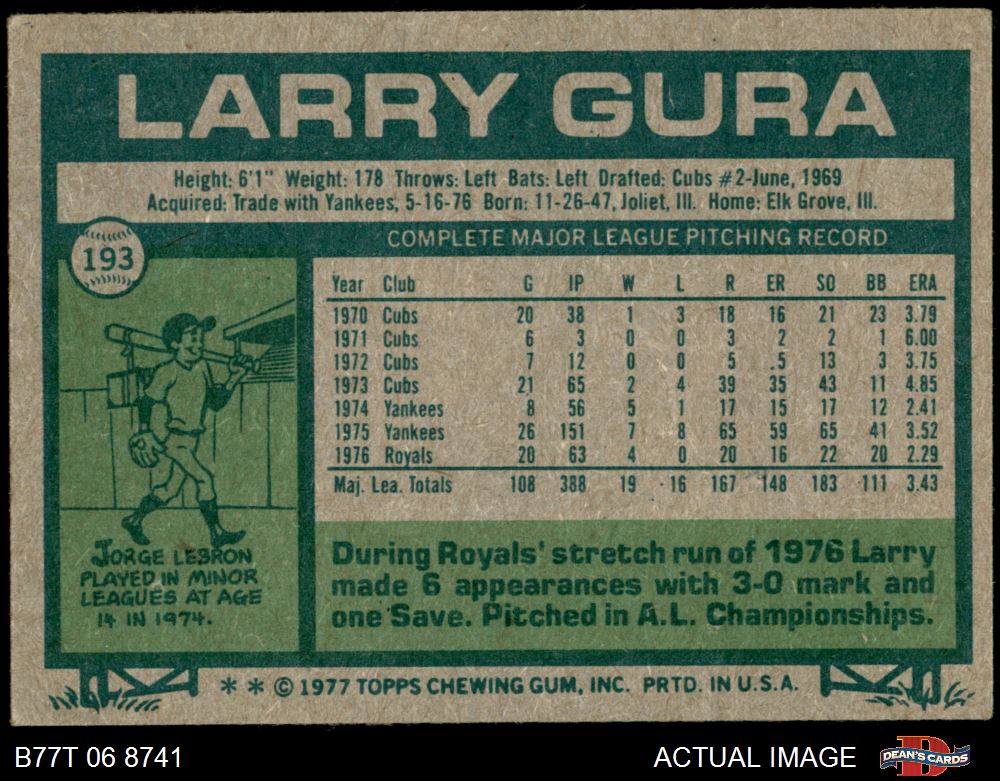 LARRY GURA
Height: 6'1" Weight: 178 Throws: Left Bats: Left Drafted: Cubs #2-June, 1969
Acquired: Trade with Yankees, 5-16-76 Born: 11-26-47, Joliet, Ill. Home: Elk Grove, Ill.
193
COMPLETE MAJOR LEAGUE PITCHING RECORD
Year Club G IP W L R ER SO BB ERA
1970 Cubs 20 38 1 3 18 16 21 23 3.79
1971 Cubs 6 3 0 0 3 2 2 1 6.00
1972 Cubs 7 12 0 0 5 .5 13 3 3.75
1973 Cubs 21 65 2 4 39 35 43 11 4.85
1974 Yankees 8 56 5 1 17 15 17 12 2.41
1975 Yankees 26 151 7 8 65 59 65 41 3.52
1976 Royals 20 63 4 0 20 16 22 20 2.29
Maj. Lea. Totals 108 388 19 16 167 148 183 111 3.43
JORGE LEBRON
PLAYED IN MINOR
LEAGUES AT AGE
14 IN 1974.
During Royals' stretch run of 1976 Larry
made 6 appearances with 3-0 mark and
one Save. Pitched in A.L. Championships.
* * © 1977 TOPPS CHEWING GUM, INC. PRTD. IN U.S.A.
B77T 06 8741
ACTUAL IMAGE
DEAN'S CARDS